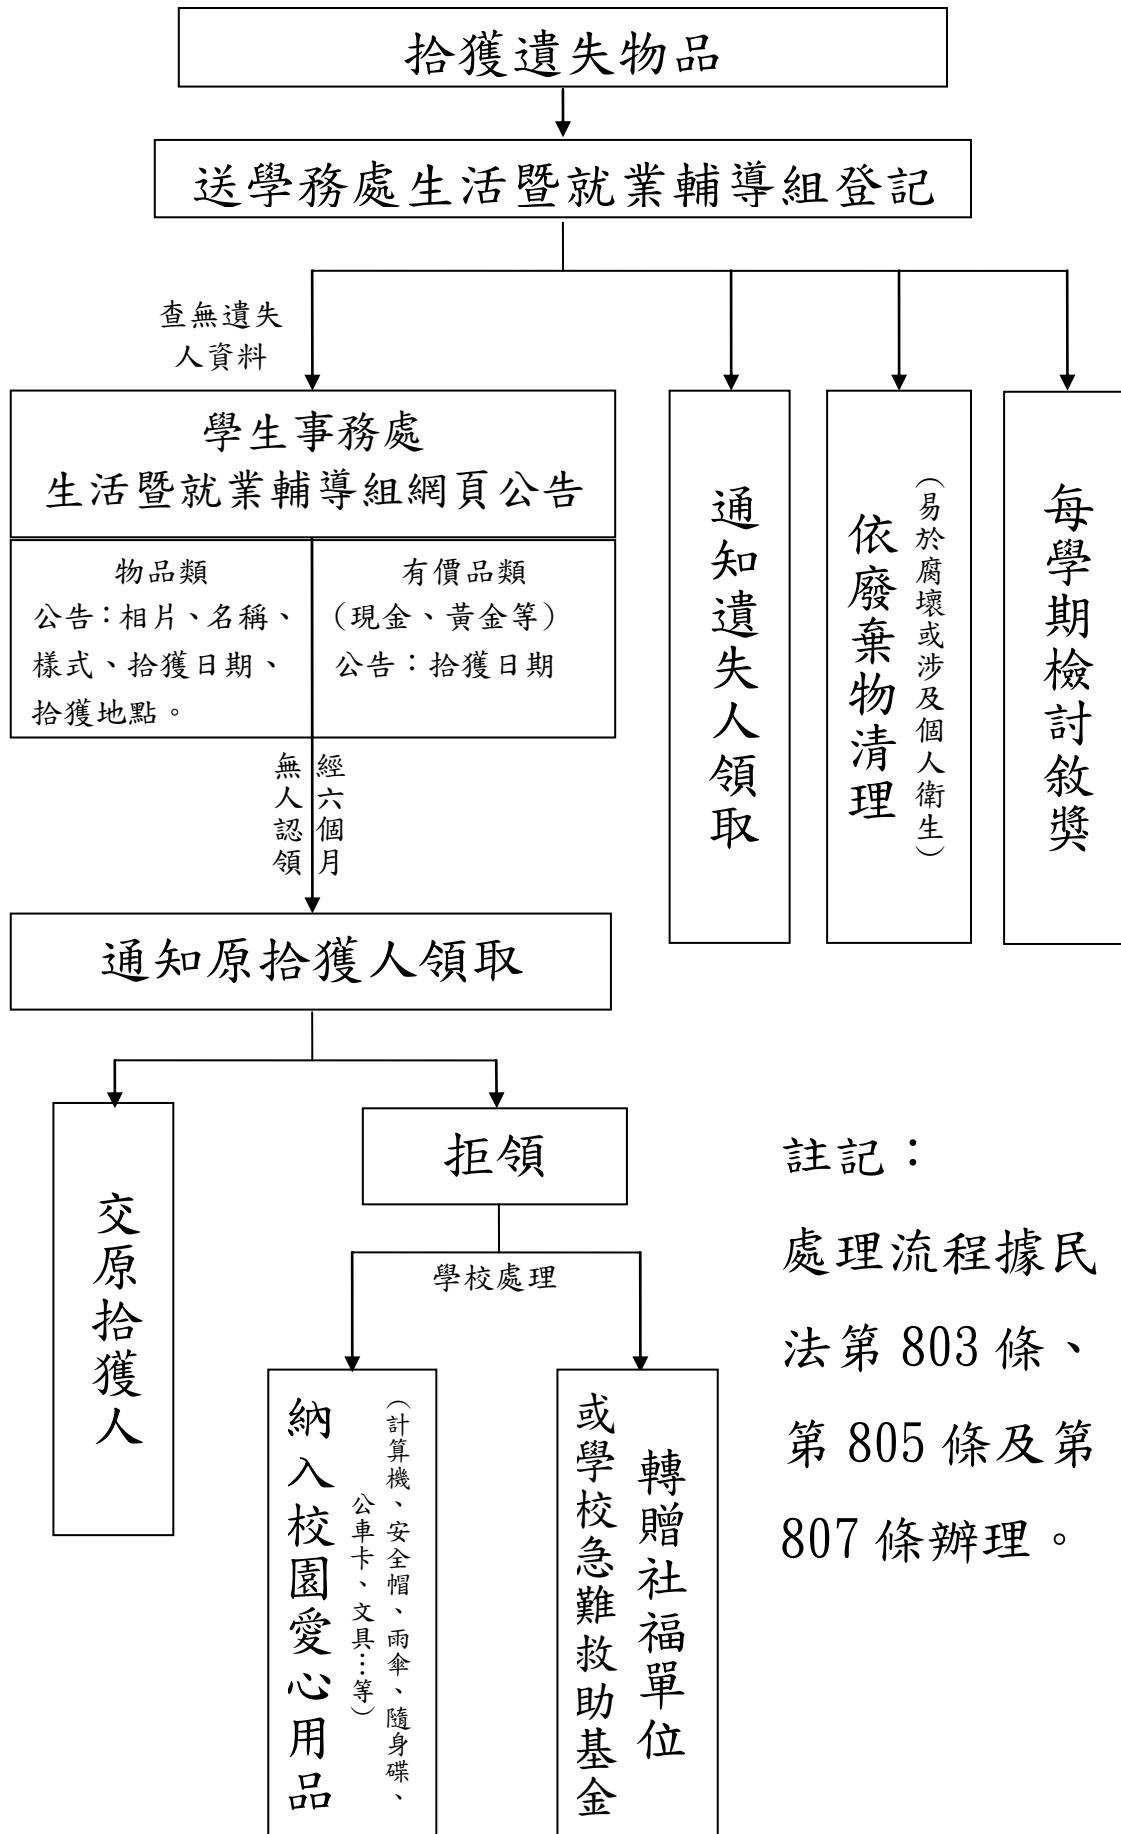 拾獲遺失物品
送學務處生活暨就業輔導組登記
查無遺失
人資料
學生事務處
生活暨就業輔導組網頁公告
物品類
公告：相片、名稱、
樣式、拾獲日期、
拾獲地點。
有價品類
（現金、黃金等）
公告：拾獲日期
通知遺失人領取
依廢棄物清理
（易於腐壞或涉及個人衛生）
每學期檢討敘獎
經六個月
無人認領
通知原拾獲人領取
交原拾獲人
拒領
學校處理
納入校園愛心用品
（計算機、安全帽、雨傘、隨身碟、
公車卡、文具…等）
轉贈社福單位
或學校急難救助基金
註記：
處理流程據民
法第 803 條、
第 805 條及第
807 條辦理。